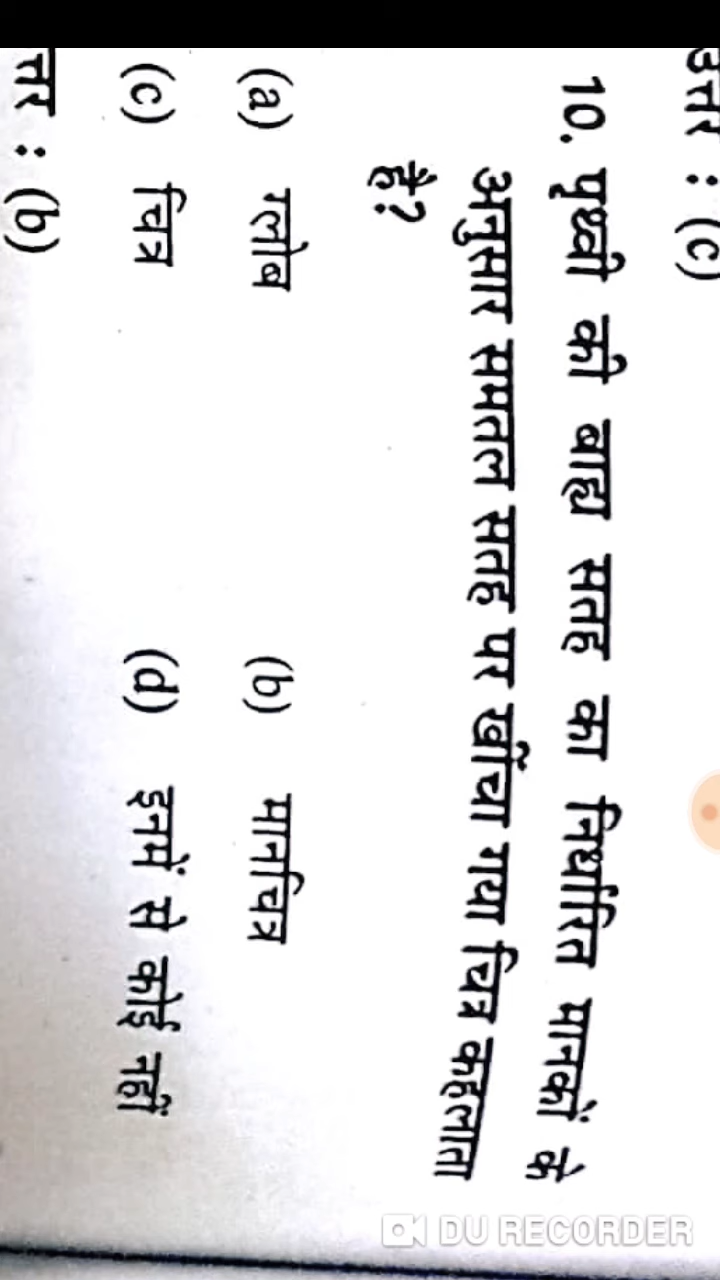 उत्तर : (c)
10. पृथ्वी की बाह्य सतह का निर्धारित मानकों के
अनुसार समतल सतह पर खींचा गया चित्र कहलाता
है?
(a) ग्लोब (b) मानचित्र
(c) चित्र (d) इनमें से कोई नहीं
त्तर : (b)
DU RECORDER